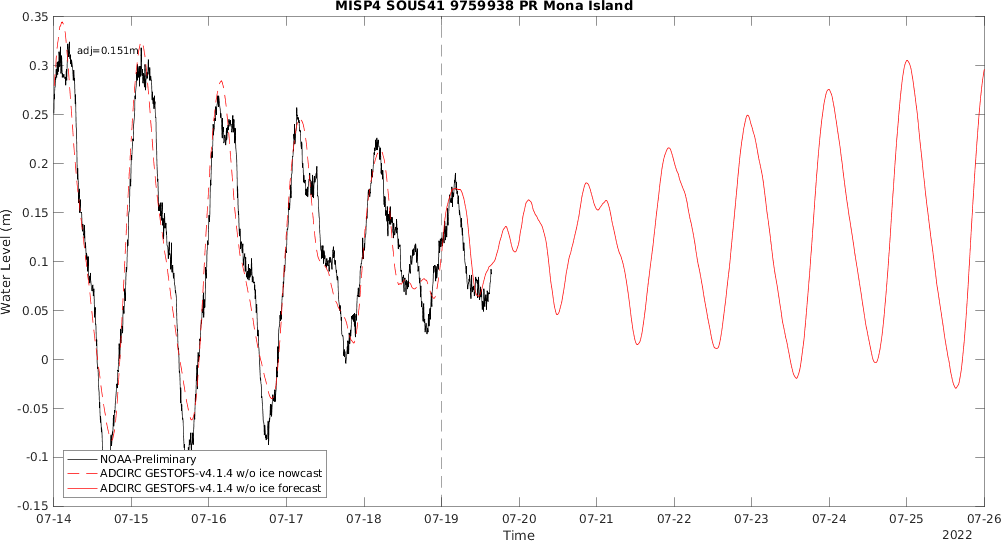 MISP4 SOUS41 9759938 PR Mona Island
adj=0.151m
0.35
0.3
0.25
0.2
0.15
0.1
0.05
0
-0.05
-0.1
-0.15
Water Level (m)
NOAA-Preliminary
ADCIRC GESTOFS-v4.1.4 w/o ice nowcast
ADCIRC GESTOFS-v4.1.4 w/o ice forecast
07-14 07-15 07-16 07-17 07-18 07-19 07-20 07-21 07-22 07-23 07-24 07-25 07-26
Time
2022